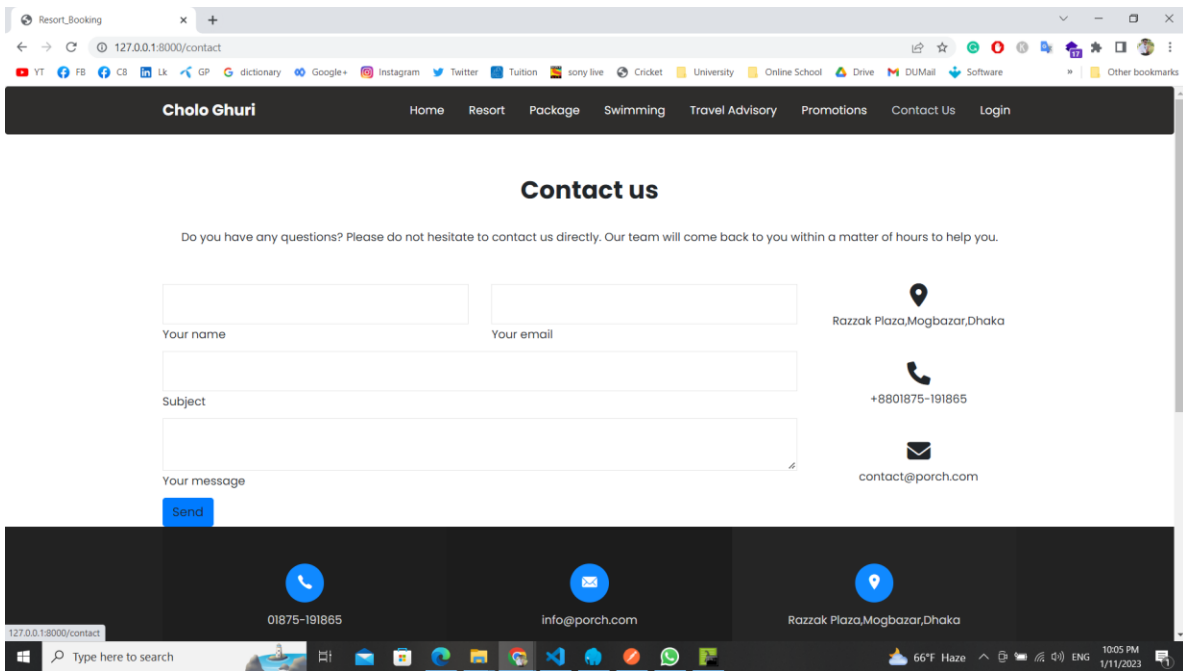 Resort_Booking
127.0.0.1:8000/contact
YT FB CB Lk GP dictionary Google+ Instagram Twitter Tuition sony live Cricket University Online School Drive DUMail Software » Other bookmarks
Cholo Ghuri Home Resort Package Swimming Travel Advisory Promotions Contact Us Login
Contact us
Do you have any questions? Please do not hesitate to contact us directly. Our team will come back to you within a matter of hours to help you.
Razzak Plaza,Mogbazar,Dhaka
Your name Your email
+8801875-191865
Subject
contact@porch.com
Your message
Send
01875-191865 info@porch.com Razzak Plaza,Mogbazar,Dhaka
127.0.0.1:8000/contact
Type here to search 66°F Haze ENG 10:05 PM
1/11/2023